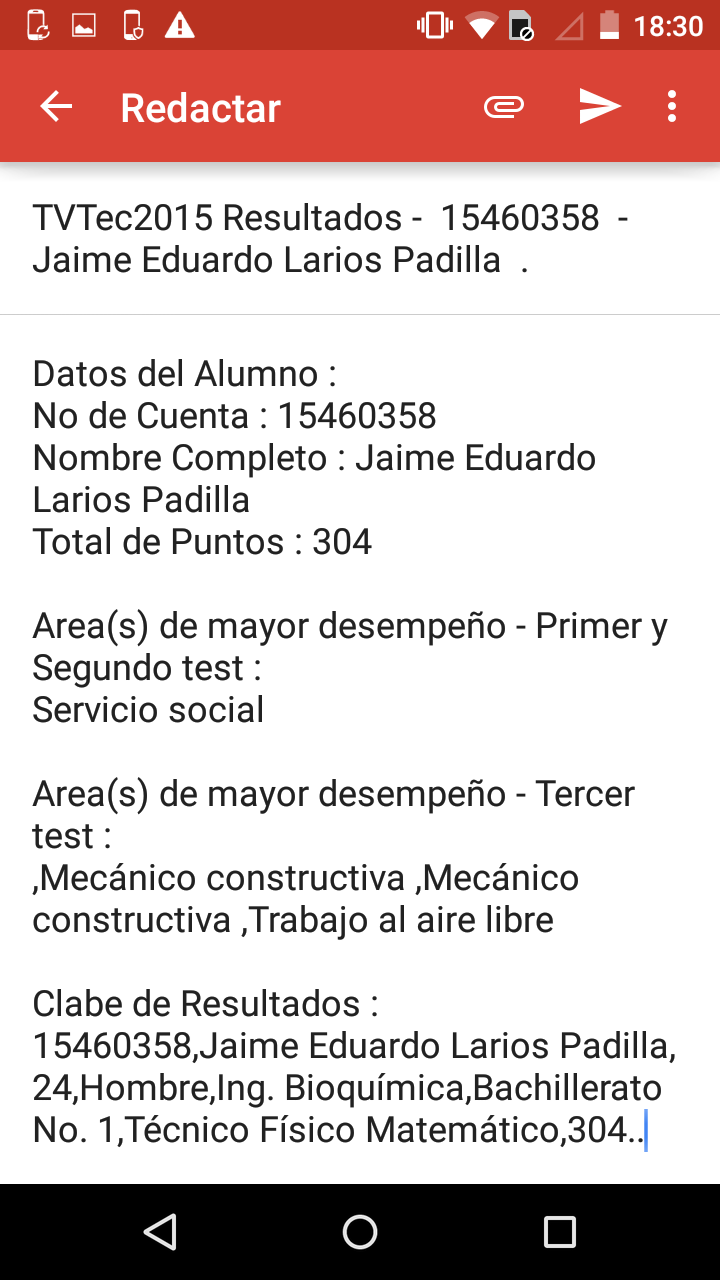 18:30
Redactar
TVTec2015 Resultados -  15460358  -
Jaime Eduardo Larios Padilla  .
Datos del Alumno :
No de Cuenta : 15460358
Nombre Completo : Jaime Eduardo
Larios Padilla
Total de Puntos : 304
Area(s) de mayor desempeño - Primer y
Segundo test :
Servicio social
Area(s) de mayor desempeño - Tercer
test :
,Mecánico constructiva ,Mecánico
constructiva ,Trabajo al aire libre
Clabe de Resultados :
15460358,Jaime Eduardo Larios Padilla,
24,Hombre,Ing. Bioquímica,Bachillerato
No. 1,Técnico Físico Matemático,304..